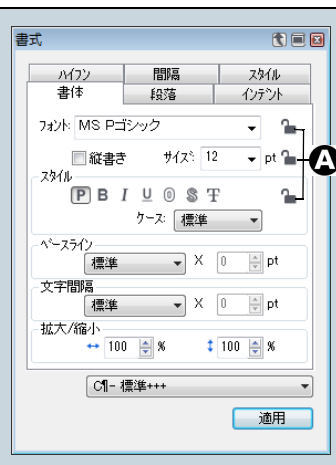 書式
ハイフン 間隔 スタイル
書体 段落 インデント
フォント: MS Pゴシック
縦書き サイズ: 12 pt
A
スタイル
P B I U O S T
ケース: 標準
ベースライン
標準 X 0 pt
文字間隔
標準 X 0 pt
拡大/縮小
↔ 100 % ↕ 100 %
C¶- 標準+++
適用